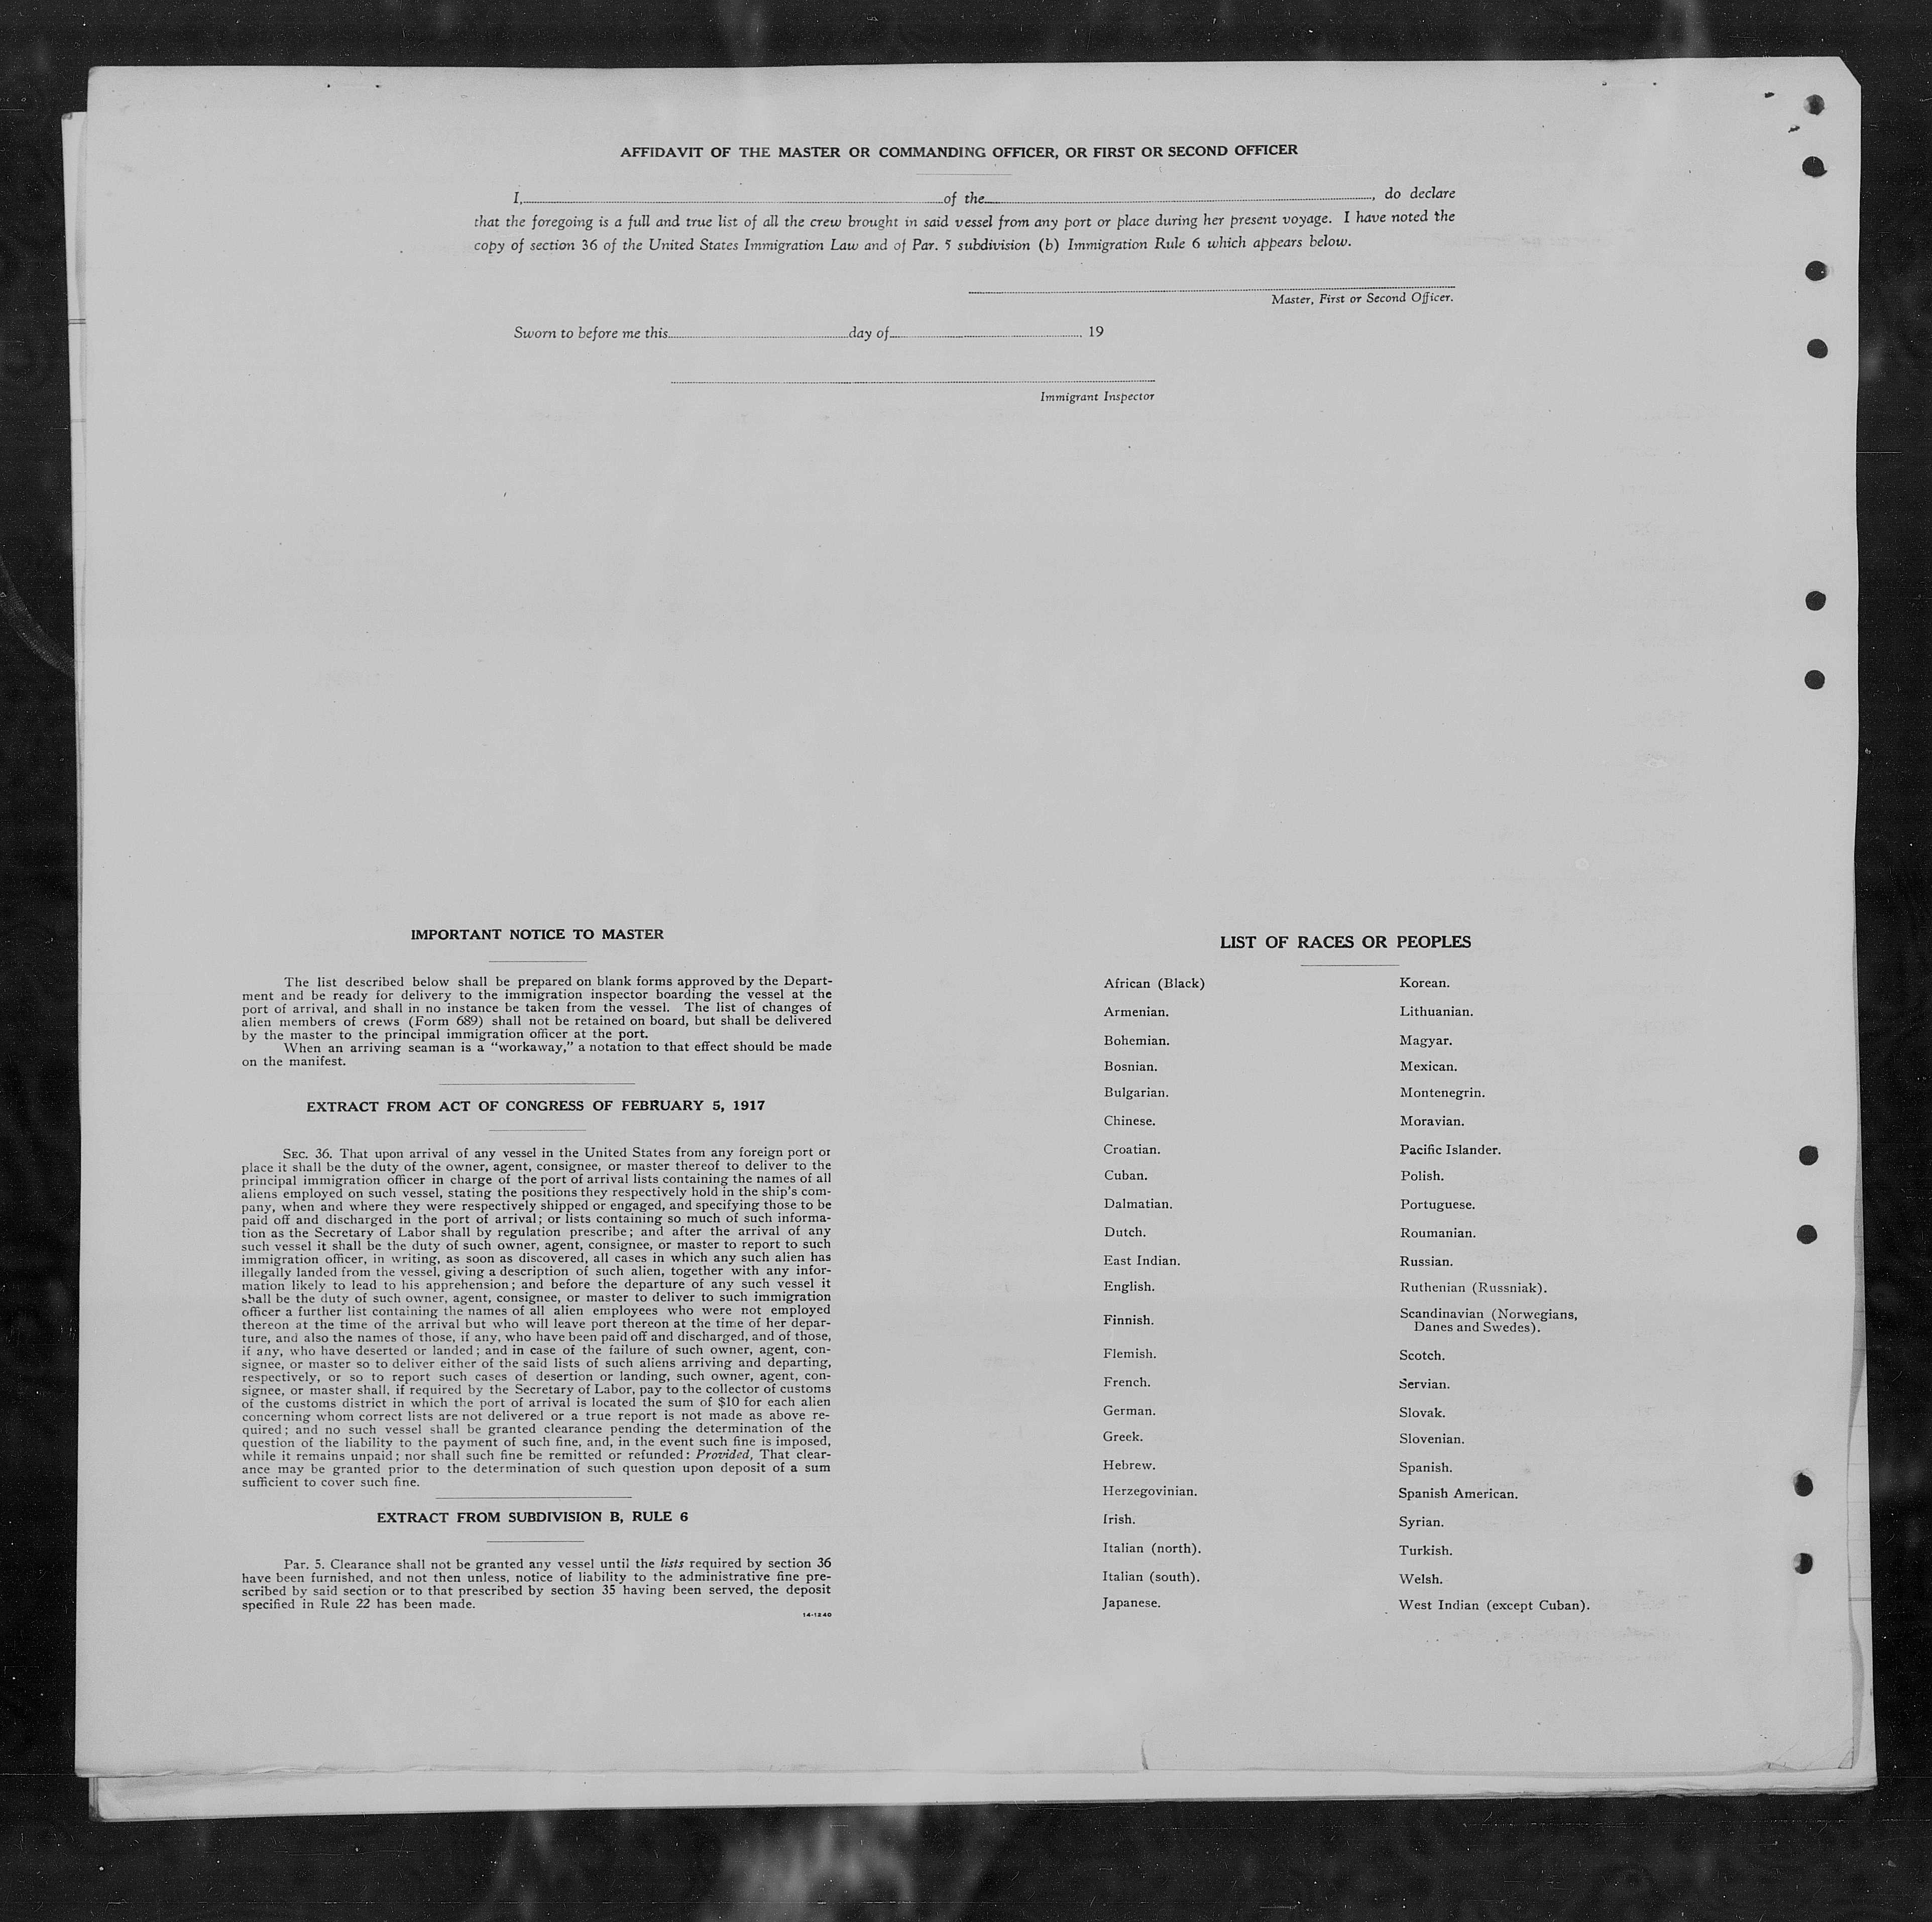 AFFIDAVIT OF THE MASTER OR COMMANDING OFFICER, OR FIRST OR SECOND OFFICER
I, of the , do declare
that the foregoing is a full and true list of all the crew brought in said vessel from any port or place during her present voyage. I have noted the
copy of section 36 of the United States Immigration Law and of Par. 5 subdivision (b) Immigration Rule 6 which appears below.
Master, First or Second Officer.
Sworn to before me this day of 19
Immigrant Inspector
IMPORTANT NOTICE TO MASTER
The list described below shall be prepared on blank forms approved by the Depart-
ment and be ready for delivery to the immigration inspector boarding the vessel at the
port of arrival, and shall in no instance be taken from the vessel. The list of changes of
alien members of crews (Form 689) shall not be retained on board, but shall be delivered
by the master to the principal immigration officer at the port.
When an arriving seaman is a "workaway," a notation to that effect should be made
on the manifest.
EXTRACT FROM ACT OF CONGRESS OF FEBRUARY 5, 1917
SEC. 36. That upon arrival of any vessel in the United States from any foreign port or
place it shall be the duty of the owner, agent, consignee, or master thereof to deliver to the
principal immigration officer in charge of the port of arrival lists containing the names of all
aliens employed on such vessel, stating the positions they respectively hold in the ship's com-
pany, when and where they were respectively shipped or engaged, and specifying those to be
paid off and discharged in the port of arrival; or lists containing so much of such informa-
tion as the Secretary of Labor shall by regulation prescribe; and after the arrival of any
such vessel it shall be the duty of such owner, agent, consignee, or master to report to such
immigration officer, in writing, as soon as discovered, all cases in which any such alien has
illegally landed from the vessel, giving a description of such alien, together with any infor-
mation likely to lead to his apprehension; and before the departure of any such vessel it
shall be the duty of such owner, agent, consignee, or master to deliver to such immigration
officer a further list containing the names of all alien employees who were not employed
thereon at the time of the arrival but who will leave port thereon at the time of her depar-
ture, and also the names of those, if any, who have been paid off and discharged, and of those,
if any, who have deserted or landed; and in case of the failure of such owner, agent, con-
signee, or master so to deliver either of the said lists of such aliens arriving and departing,
respectively, or so to report such cases of desertion or landing, such owner, agent, con-
signee, or master shall, if required by the Secretary of Labor, pay to the collector of customs
of the customs district in which the port of arrival is located the sum of $10 for each alien
concerning whom correct lists are not delivered or a true report is not made as above re-
quired; and no such vessel shall be granted clearance pending the determination of the
question of the liability to the payment of such fine, and, in the event such fine is imposed,
while it remains unpaid; nor shall such fine be remitted or refunded: Provided, That clear-
ance may be granted prior to the determination of such question upon deposit of a sum
sufficient to cover such fine.
EXTRACT FROM SUBDIVISION B, RULE 6
Par. 5. Clearance shall not be granted any vessel until the lists required by section 36
have been furnished, and not then unless, notice of liability to the administrative fine pre-
scribed by said section or to that prescribed by section 35 having been served, the deposit
specified in Rule 22 has been made.
14-1240
LIST OF RACES OR PEOPLES
African (Black)
Armenian.
Bohemian.
Bosnian.
Bulgarian.
Chinese.
Croatian.
Cuban.
Dalmatian.
Dutch.
East Indian.
English.
Finnish.
Flemish.
French.
German.
Greek.
Hebrew.
Herzegovinian.
Irish.
Italian (north).
Italian (south).
Japanese.
Korean.
Lithuanian.
Magyar.
Mexican.
Montenegrin.
Moravian.
Pacific Islander.
Polish.
Portuguese.
Roumanian.
Russian.
Ruthenian (Russniak).
Scandinavian (Norwegians,
Danes and Swedes).
Scotch.
Servian.
Slovak.
Slovenian.
Spanish.
Spanish American.
Syrian.
Turkish.
Welsh.
West Indian (except Cuban).